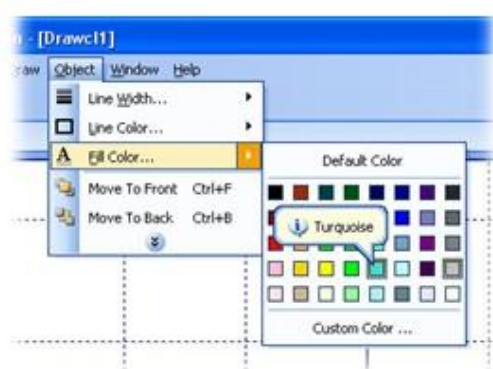 n - [Drawcl1]
raw Object Window Help
Line Width...
Line Color...
Fill Color...
Move To Front Ctrl+F
Move To Back Ctrl+B
Default Color
Turquoise
Custom Color ...